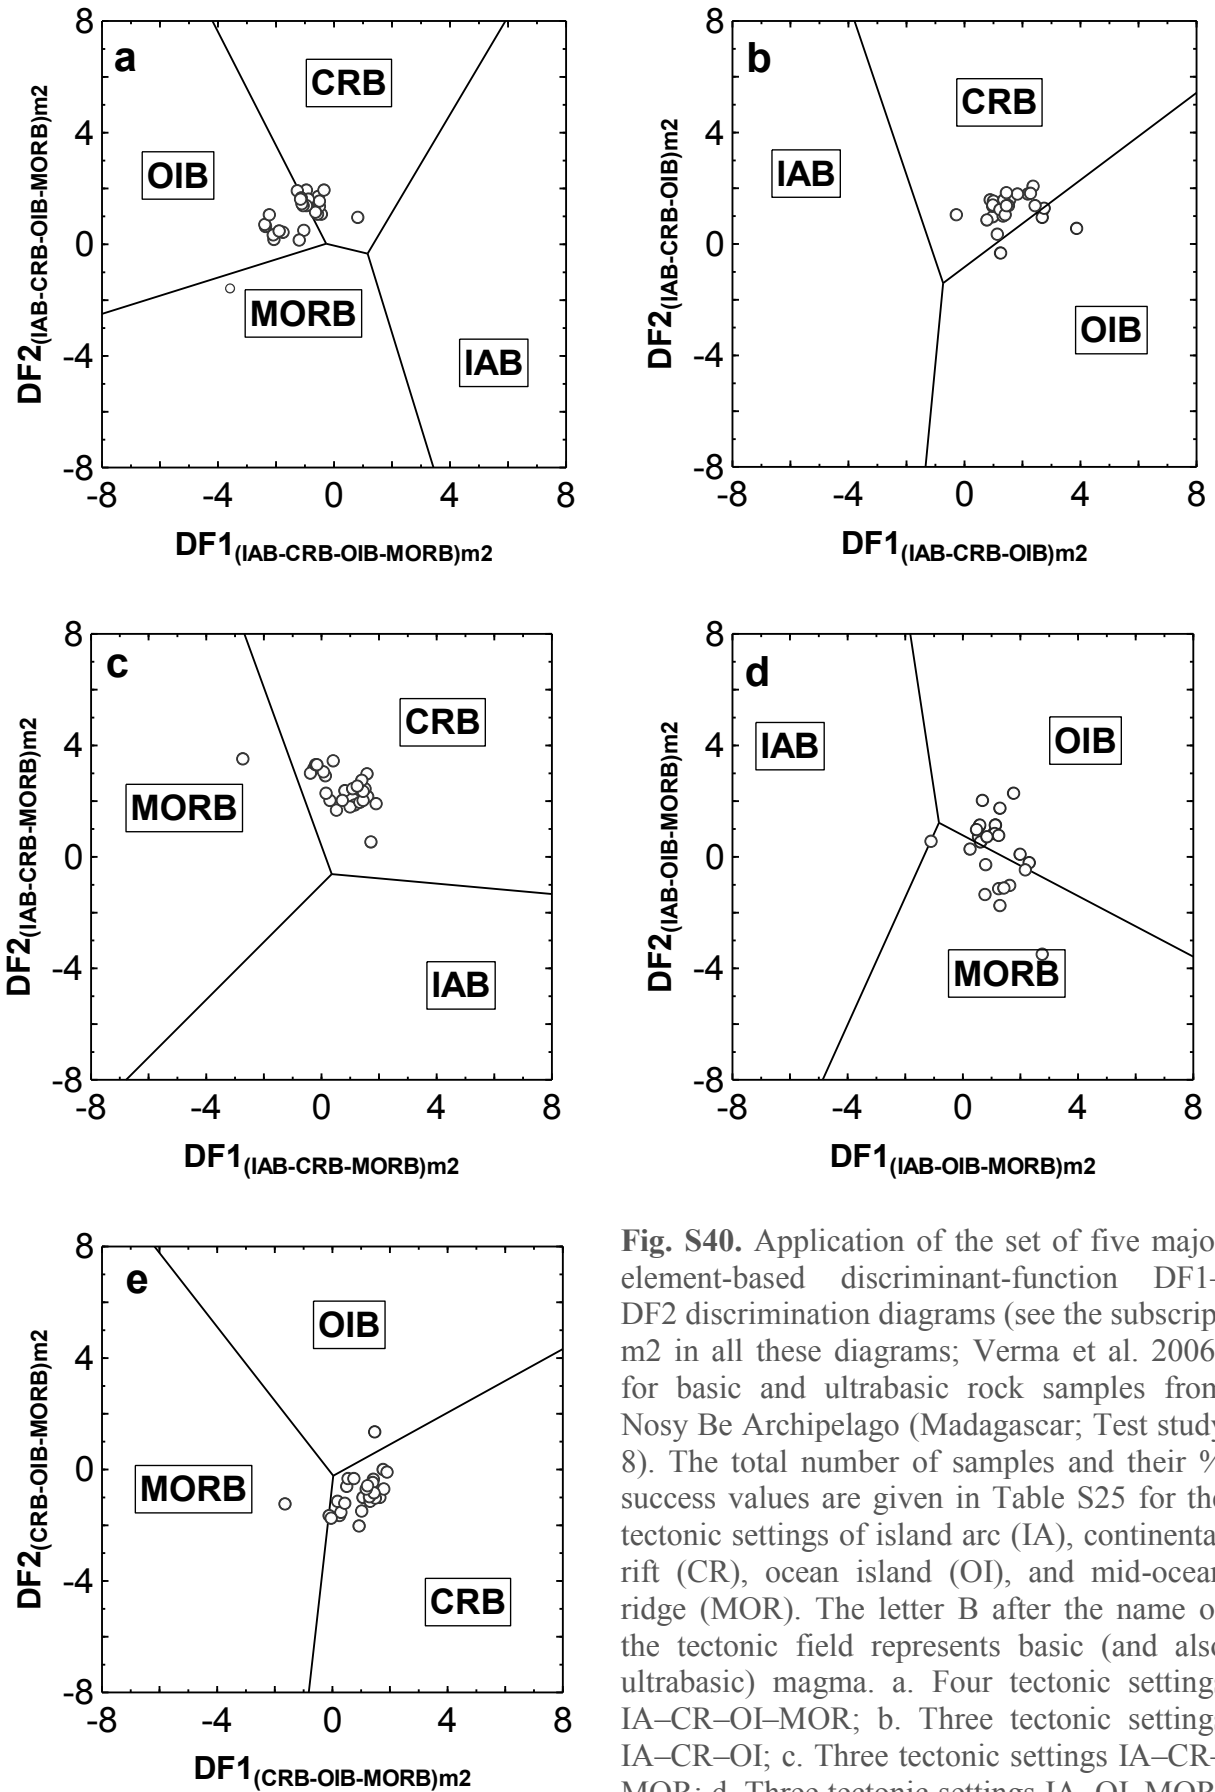 a
CRB
OIB
MORB
IAB
8
4
0
-4
-8
-8 -4 0 4 8
DF2(IAB-CRB-OIB-MORB)m2
DF1(IAB-CRB-OIB-MORB)m2
b
CRB
IAB
OIB
8
4
0
-4
-8
-8 -4 0 4 8
DF2(IAB-CRB-OIB)m2
DF1(IAB-CRB-OIB)m2
c
CRB
MORB
IAB
8
4
0
-4
-8
-8 -4 0 4 8
DF2(IAB-CRB-MORB)m2
DF1(IAB-CRB-MORB)m2
d
IAB
OIB
MORB
8
4
0
-4
-8
-8 -4 0 4 8
DF2(IAB-OIB-MORB)m2
DF1(IAB-OIB-MORB)m2
e
OIB
MORB
CRB
8
4
0
-4
-8
-8 -4 0 4 8
DF2(CRB-OIB-MORB)m2
DF1(CRB-OIB-MORB)m2
Fig. S40. Application of the set of five major
element-based discriminant-function DF1–
DF2 discrimination diagrams (see the subscrip
m2 in all these diagrams; Verma et al. 2006
for basic and ultrabasic rock samples from
Nosy Be Archipelago (Madagascar; Test study
8). The total number of samples and their %
success values are given in Table S25 for the
tectonic settings of island arc (IA), continenta
rift (CR), ocean island (OI), and mid-ocean
ridge (MOR). The letter B after the name o
the tectonic field represents basic (and also
ultrabasic) magma. a. Four tectonic setting
IA–CR–OI–MOR; b. Three tectonic setting
IA–CR–OI; c. Three tectonic settings IA–CR–
MOR; d. Three tectonic settings IA–OI–MOR